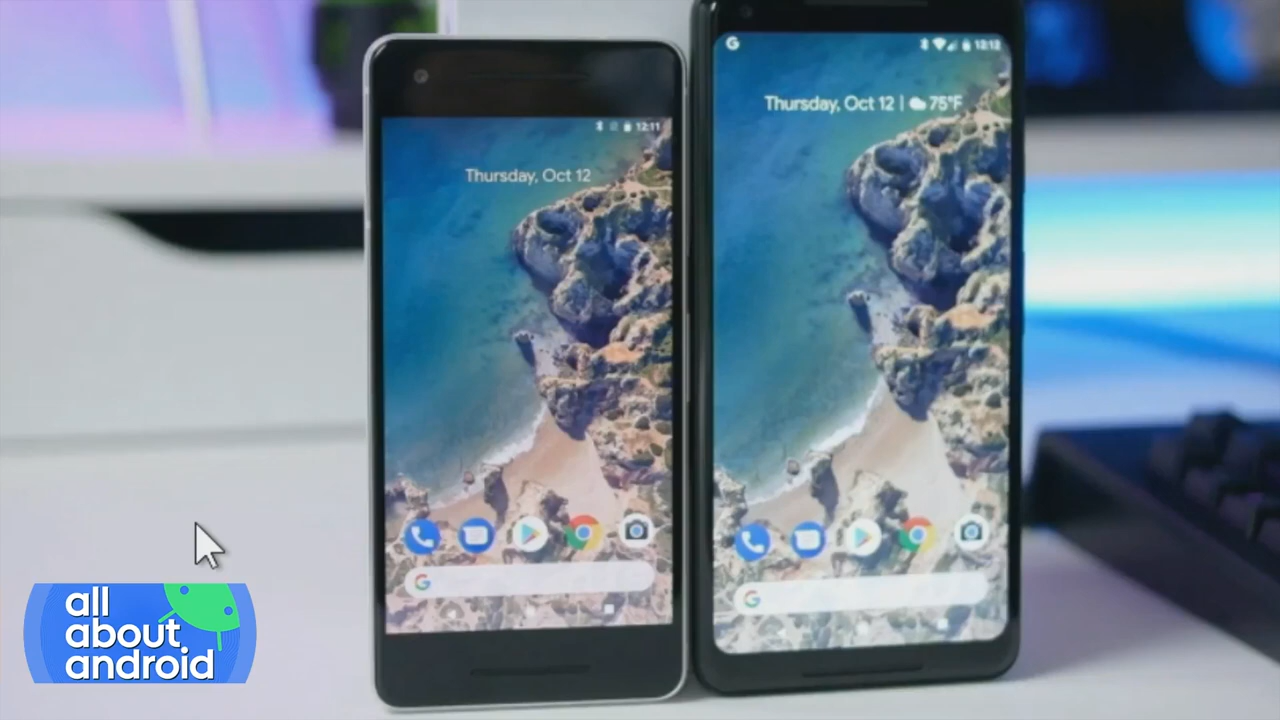 12:11
Thursday, Oct 12
G
12:12
Thursday, Oct 12 | 75°F
G
G
all
about
android